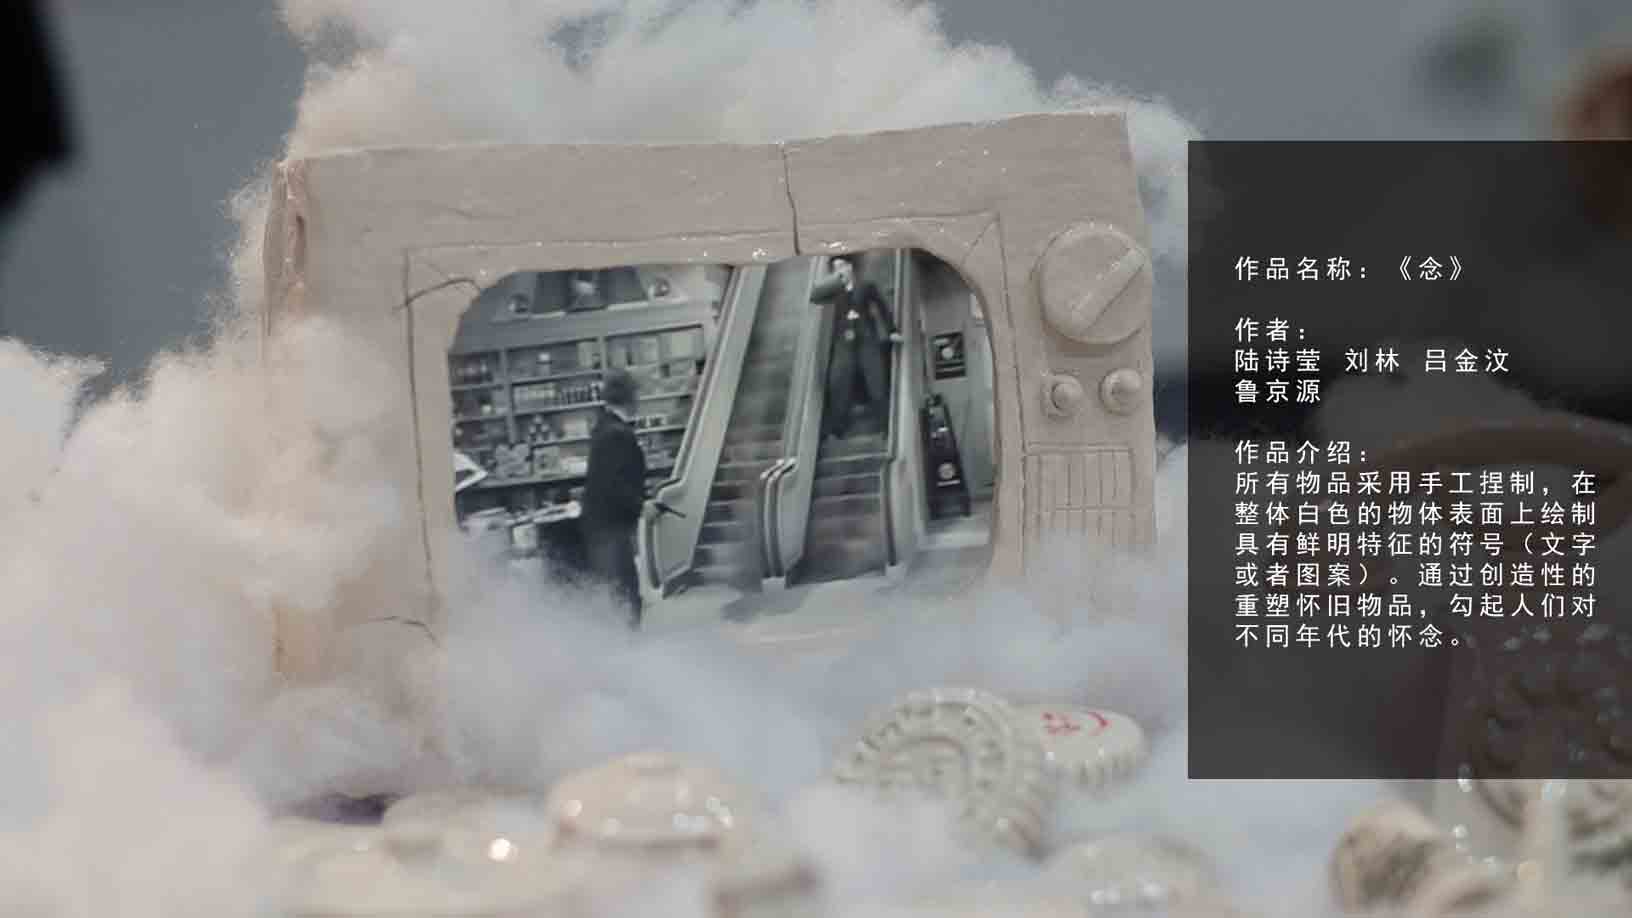 作品名称：《念》
作者：
陆诗莹 刘林 吕金汶
鲁京源
作品介绍：
所有物品采用手工捏制，在
整体白色的物体表面上绘制
具有鲜明特征的符号（文字
或者图案）。通过创造性的
重塑怀旧物品，勾起人们对
不同年代的怀念。